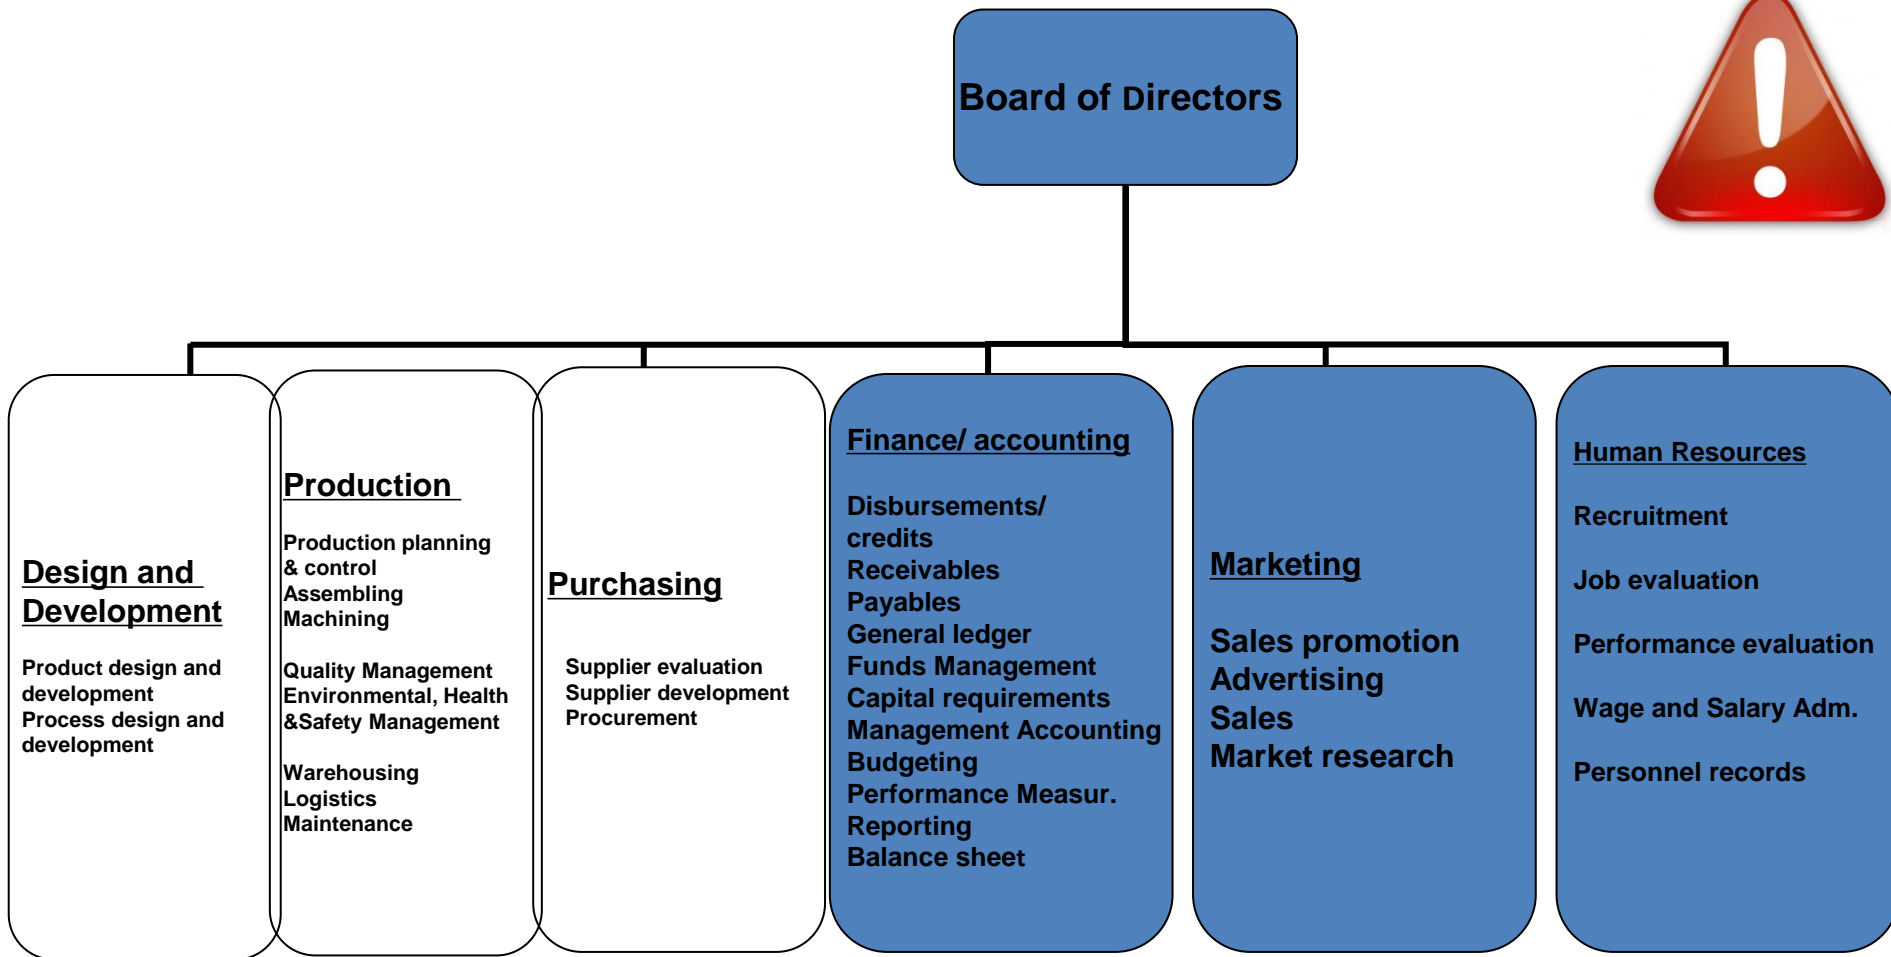 Board of Directors
Design and
Development
Product design and
development
Process design and
development
Production
Production planning
& control
Assembling
Machining
Quality Management
Environmental, Health
&Safety Management
Warehousing
Logistics
Maintenance
Purchasing
Supplier evaluation
Supplier development
Procurement
Finance/ accounting
Disbursements/
credits
Receivables
Payables
General ledger
Funds Management
Capital requirements
Management Accounting
Budgeting
Performance Measur.
Reporting
Balance sheet
Marketing
Sales promotion
Advertising
Sales
Market research
Human Resources
Recruitment
Job evaluation
Performance evaluation
Wage and Salary Adm.
Personnel records